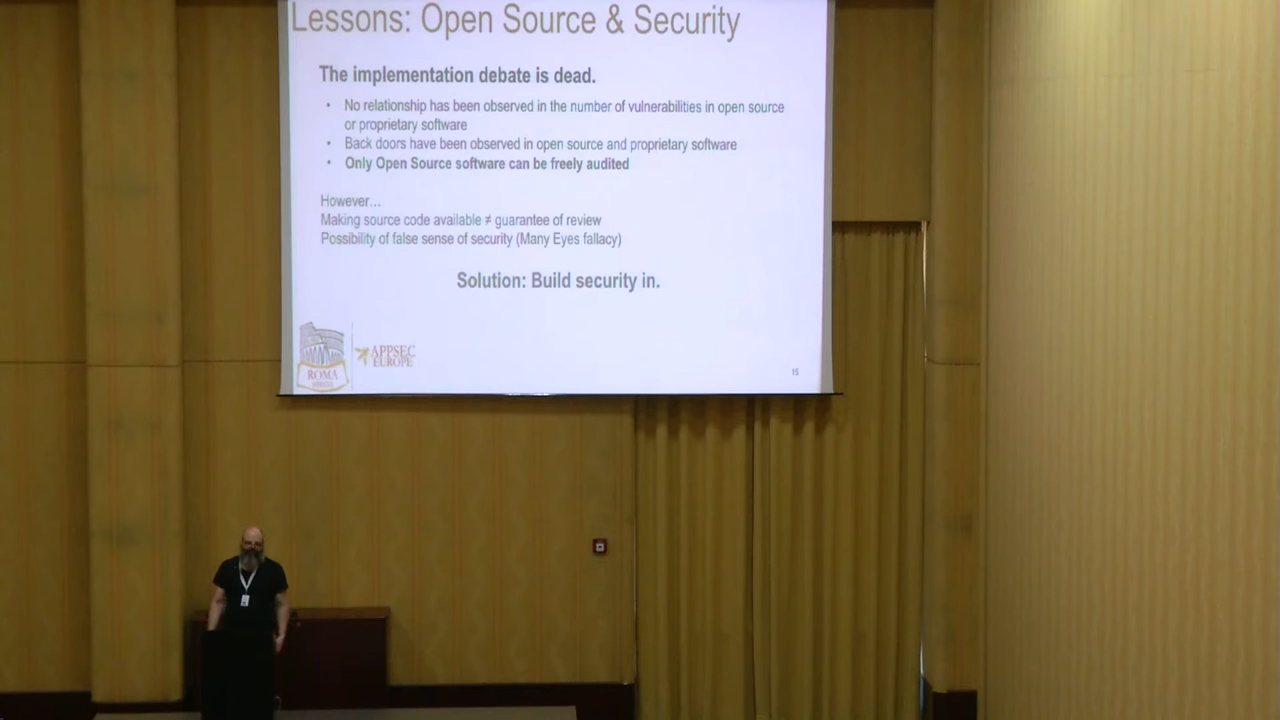 Lessons: Open Source & Security
The implementation debate is dead.
• No relationship has been observed in the number of vulnerabilities in open source
or proprietary software
• Back doors have been observed in open source and proprietary software
• Only Open Source software can be freely audited
However…
Making source code available ≠ guarantee of review
Possibility of false sense of security (Many Eyes fallacy)
Solution: Build security in.
ROMA
APPSEC
EUROPE
15